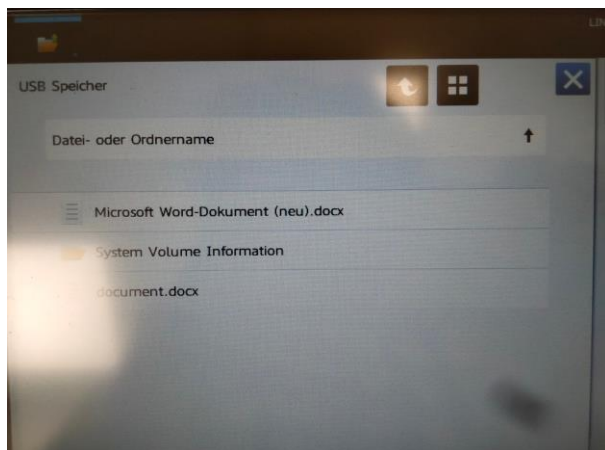 USB Speicher
Datei- oder Ordnername
Microsoft Word-Dokument (neu).docx
System Volume Information
document.docx